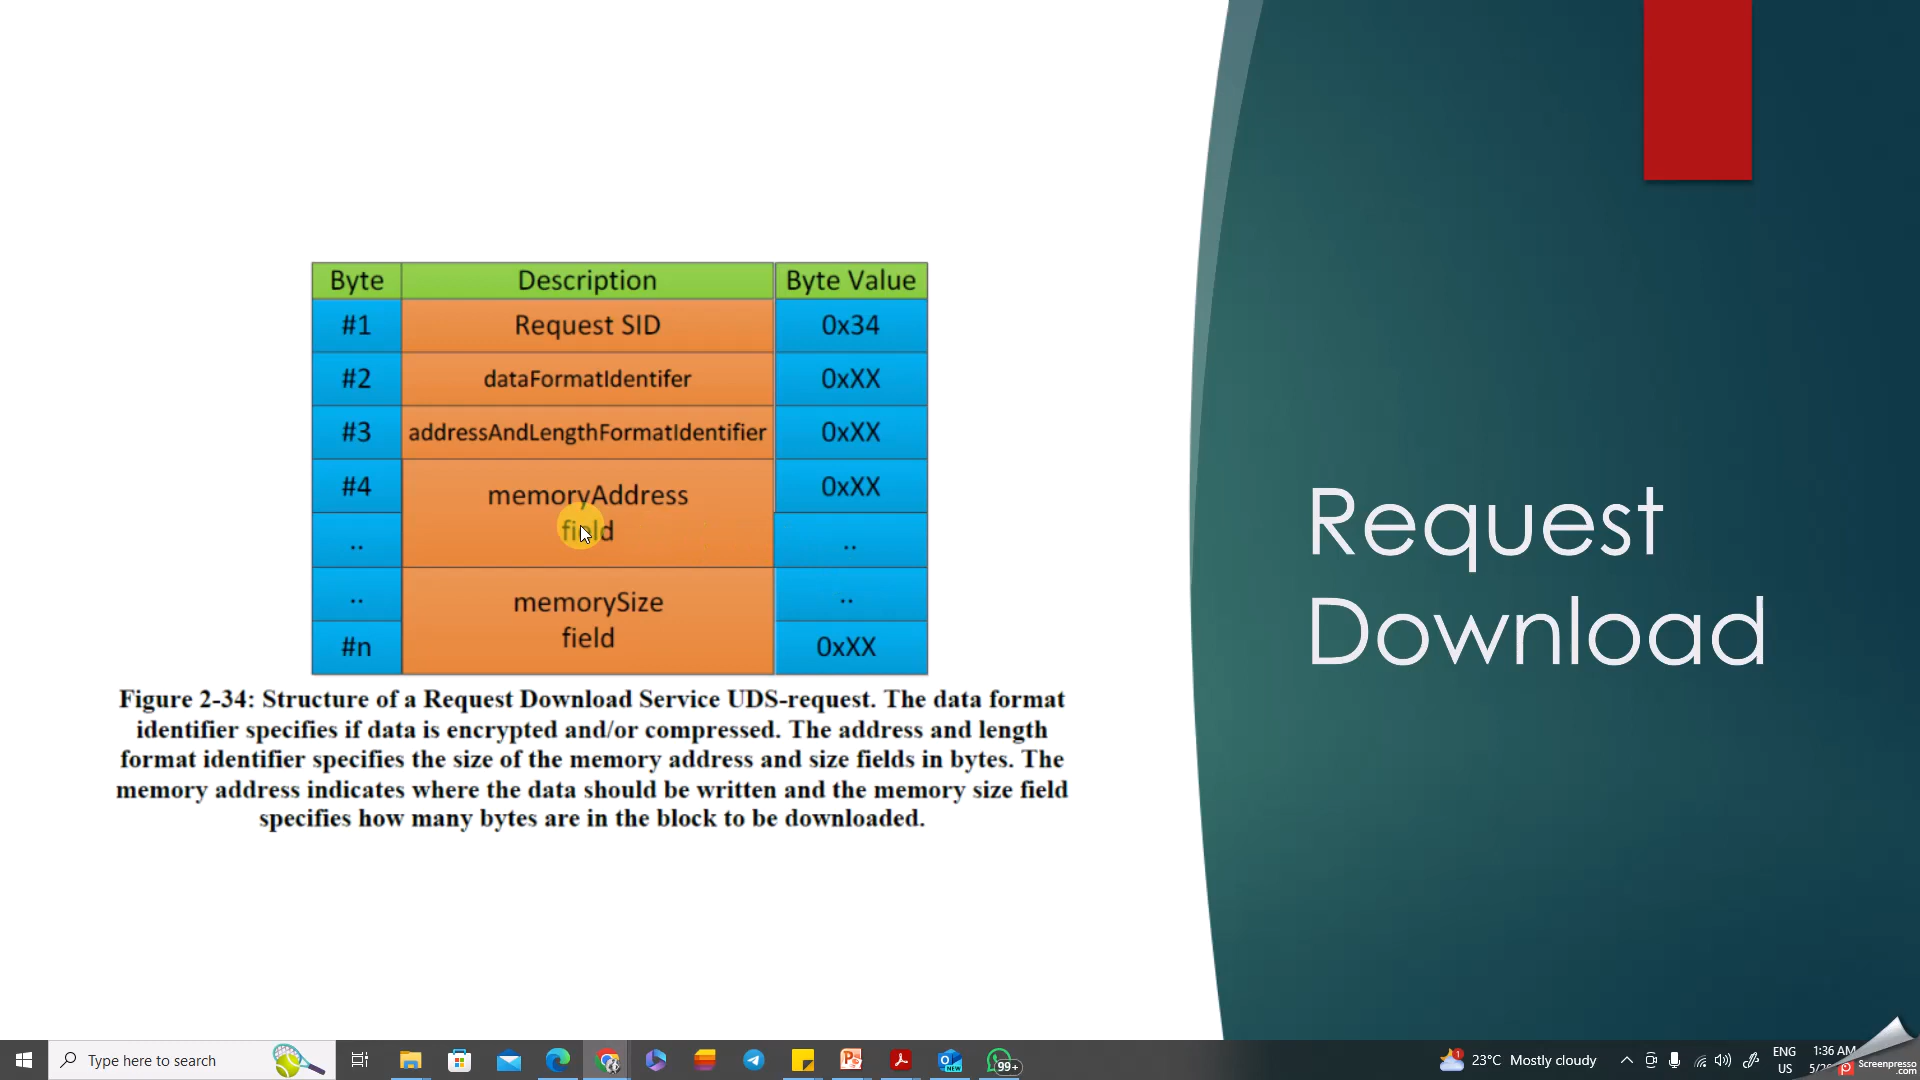 Byte Description Byte Value
#1 Request SID 0x34
#2 dataFormatIdentifer 0xXX
#3 addressAndLengthFormatIdentifier 0xXX
#4 memoryAddress 0xXX
.. field ..
.. memorySize ..
field
#n 0xXX
Figure 2-34: Structure of a Request Download Service UDS-request. The data format
identifier specifies if data is encrypted and/or compressed. The address and length
format identifier specifies the size of the memory address and size fields in bytes. The
memory address indicates where the data should be written and the memory size field
specifies how many bytes are in the block to be downloaded.
Request
Download
Type here to search
NEW
99+
1
23°C Mostly cloudy
ENG
US
1:36 AM
Screenpresso
.com